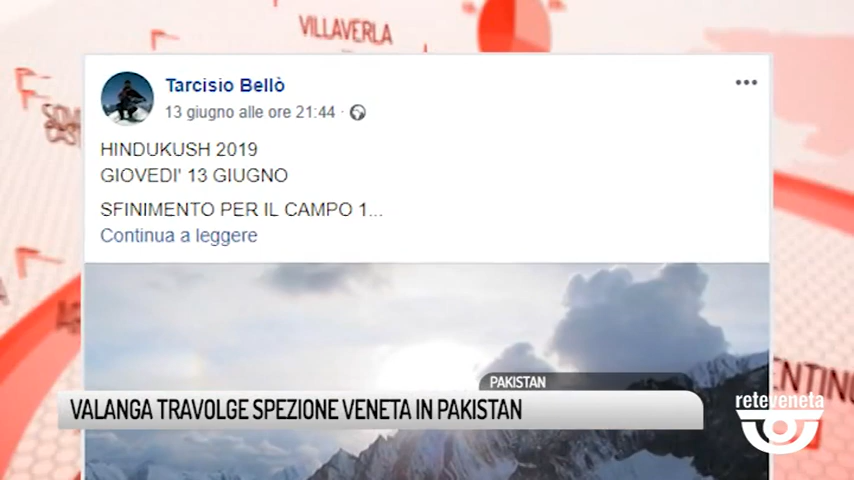 VILLAVERLA
Tarcisio Bellò
13 giugno alle ore 21:44 ·
HINDUKUSH 2019
GIOVEDI' 13 GIUGNO
SFINIMENTO PER IL CAMPO 1...
Continua a leggere
PAKISTAN
VALANGA TRAVOLGE SPEZIONE VENETA IN PAKISTAN
reteveneta